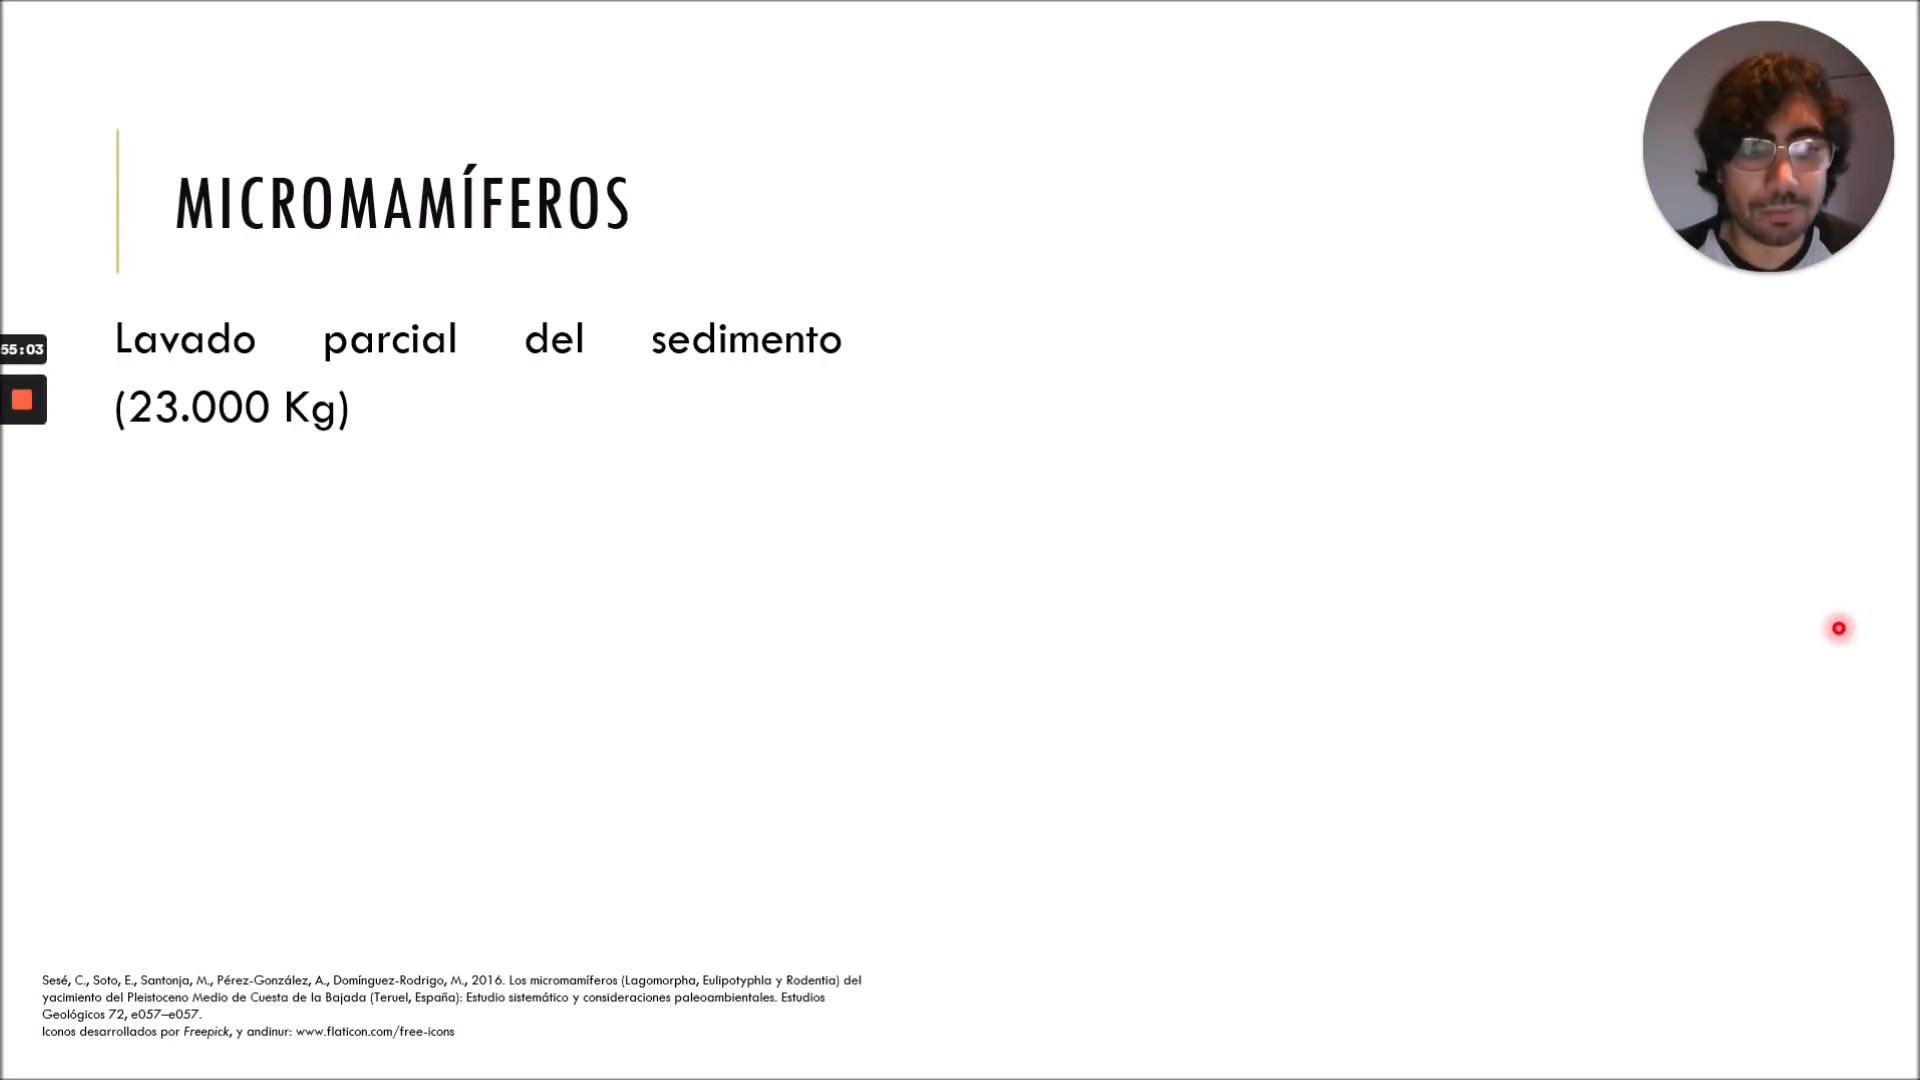 MICROMAMÍFEROS
Lavado parcial del sedimento
(23.000 Kg)
55:03
Sesé, C., Soto, E., Santonja, M., Pérez-González, A., Domínguez-Rodrigo, M., 2016. Los micromamíferos (Lagomorpha, Eulipotyphla y Rodentia) del
yacimiento del Pleistoceno Medio de Cuesta de la Bajada (Teruel, España): Estudio sistemático y consideraciones paleoambientales. Estudios
Geológicos 72, e057–e057.
Iconos desarrollados por Freepick, y andinur: www.flaticon.com/free-icons